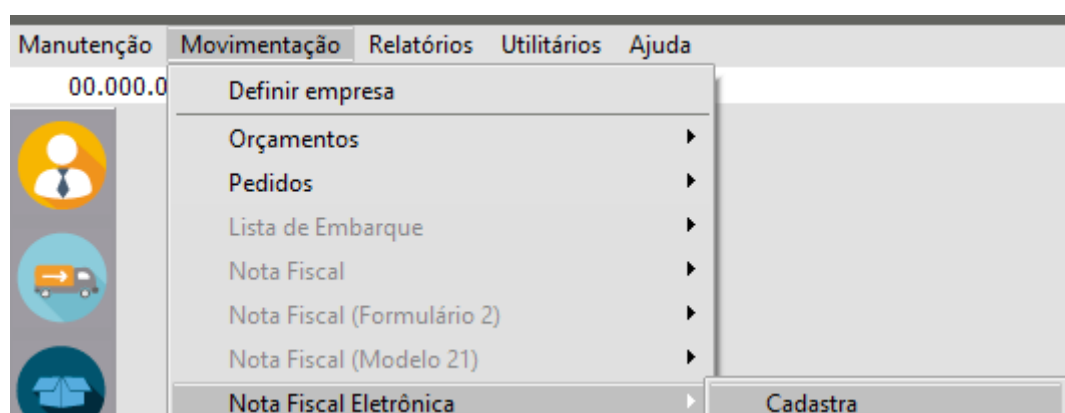 Manutenção Movimentação Relatórios Utilitários Ajuda
00.000.0
Definir empresa
Orçamentos
Pedidos
Lista de Embarque
Nota Fiscal
Nota Fiscal (Formulário 2)
Nota Fiscal (Modelo 21)
Nota Fiscal Eletrônica Cadastra